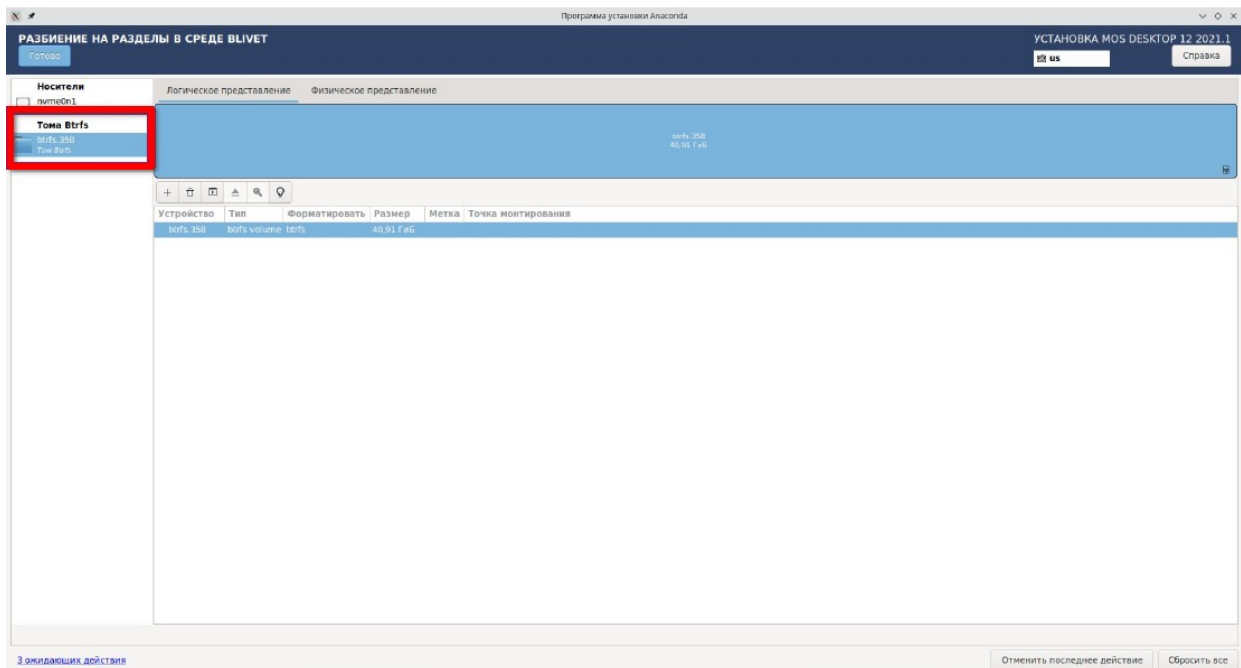 Программа установки Anaconda
РАЗБИЕНИЕ НА РАЗДЕЛЫ В СРЕДЕ BLIVET
УСТАНОВКА MOS DESKTOP 12 2021.1
Готово
us
Справка
Носители
nvme0n1
Тома Btrfs
btrfs.358
Том Btrfs
Логическое представление Физическое представление
btrfs.358
40,91 ГиБ
Устройство Тип Форматировать Размер Метка Точка монтирования
btrfs.358 btrfs volume btrfs 40,91 ГиБ
3 ожидающих действия
Отменить последнее действие Сбросить все